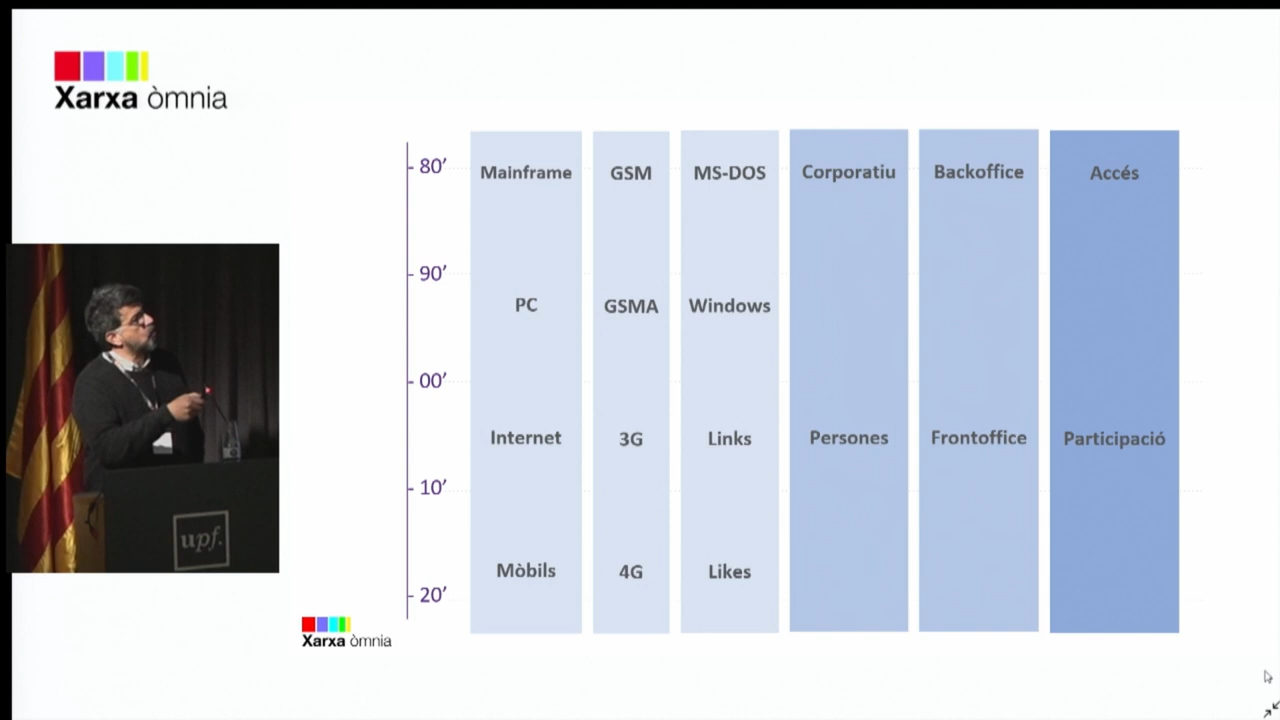 Xarxa òmnia
80’ Mainframe GSM MS-DOS Corporatiu Backoffice Accés
90’
PC GSMA Windows
00’
Internet 3G Links Persones Frontoffice Participació
10’
Mòbils 4G Likes
20’
Xarxa òmnia
upf.